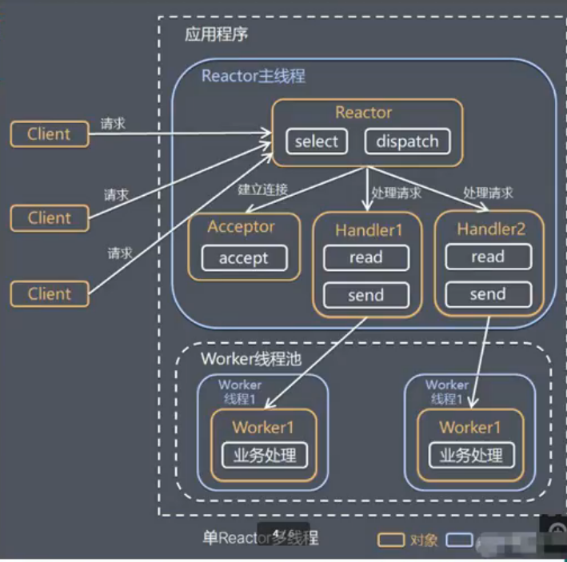 应用程序
Reactor主线程
Reactor
select
dispatch
Client
请求
Client
请求
Client
请求
建立连接
处理请求
处理请求
Acceptor
accept
Handler1
read
send
Handler2
read
send
Worker线程池
Worker
线程1
Worker1
业务处理
Worker
线程1
Worker1
业务处理
单Reactor多线程
4 / 6
对象